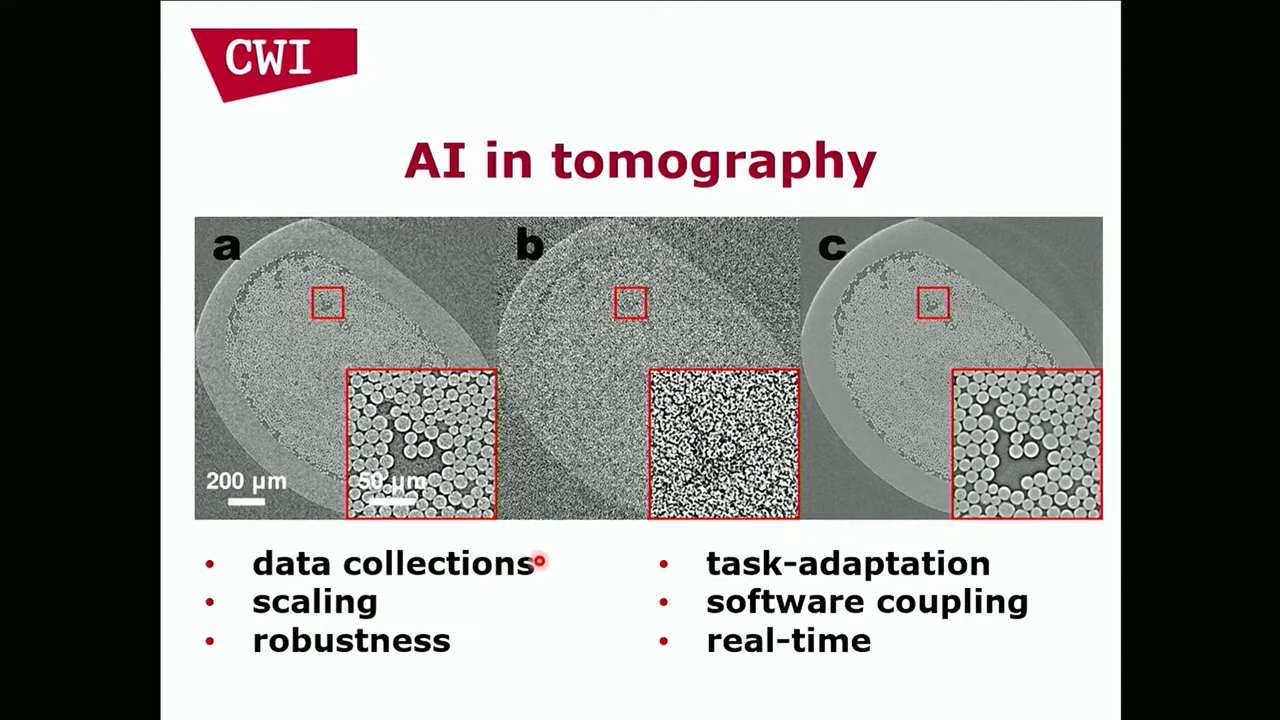 CWI
AI in tomography
a
b
c
200 µm
50 µm
data collections
scaling
robustness
task-adaptation
software coupling
real-time